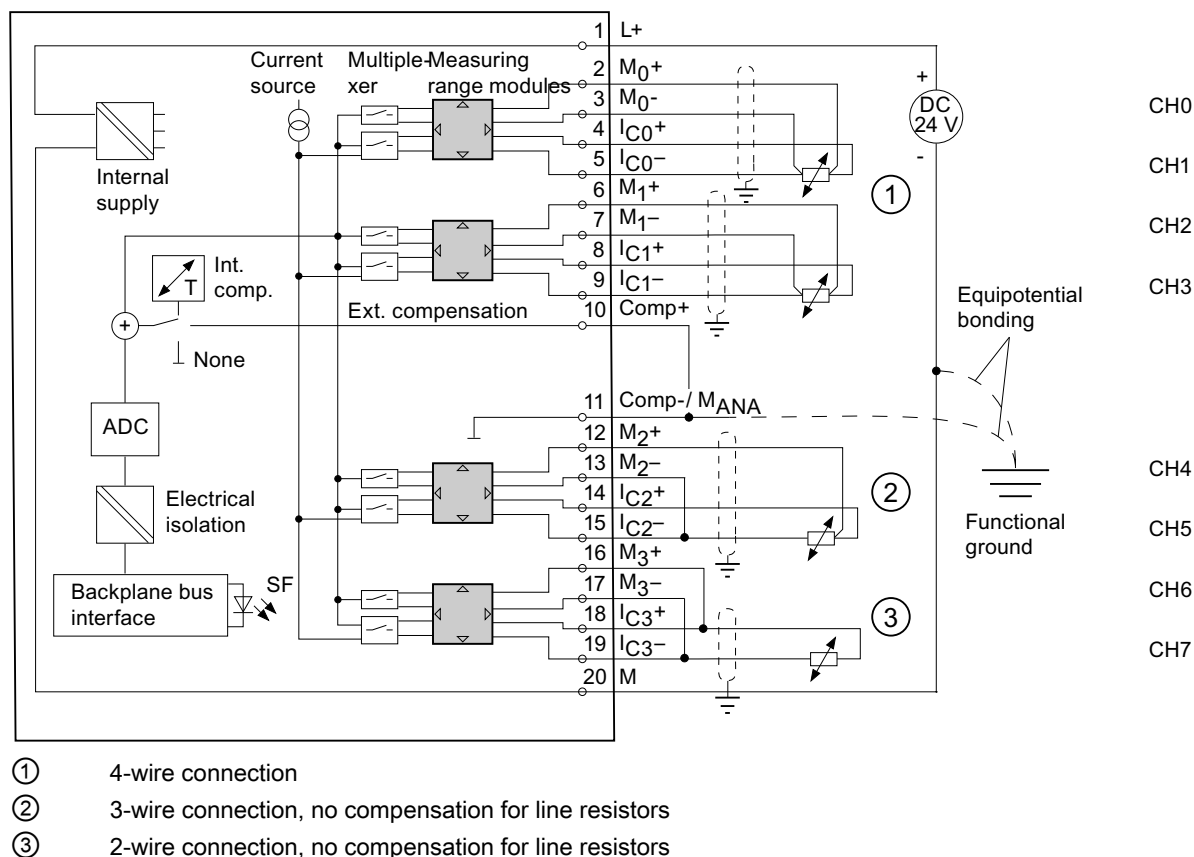 1 L+
Current source
Multiple-xer
Measuring range modules
2 M0+
3 M0-
4 IC0+
5 IC0–
6 M1+
7 M1–
8 IC1+
9 IC1–
10 Comp+
+
DC 24 V
-
CH0
CH1
CH2
CH3
①
Internal supply
T
Int. comp.
Ext. compensation
+
None
Equipotential bonding
11 Comp-/ MANA
12 M2+
13 M2–
14 IC2+
15 IC2–
16 M3+
17 M3–
18 IC3+
19 IC3–
20 M
ADC
Electrical isolation
Backplane bus interface
SF
②
③
Functional ground
CH4
CH5
CH6
CH7
① 4-wire connection
② 3-wire connection, no compensation for line resistors
③ 2-wire connection, no compensation for line resistors